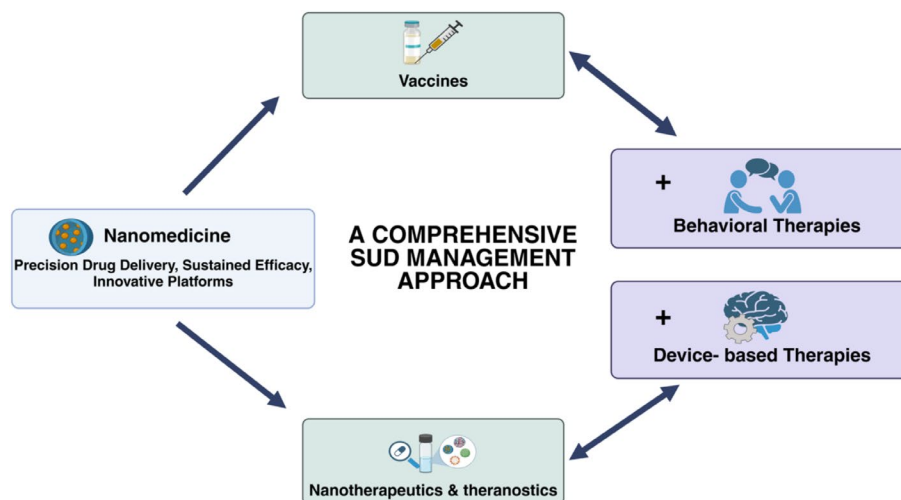 Vaccines
+
Behavioral Therapies
Nanomedicine
Precision Drug Delivery, Sustained Efficacy,
Innovative Platforms
A COMPREHENSIVE
SUD MANAGEMENT
APPROACH
+
Device- based Therapies
Nanotherapeutics & theranostics